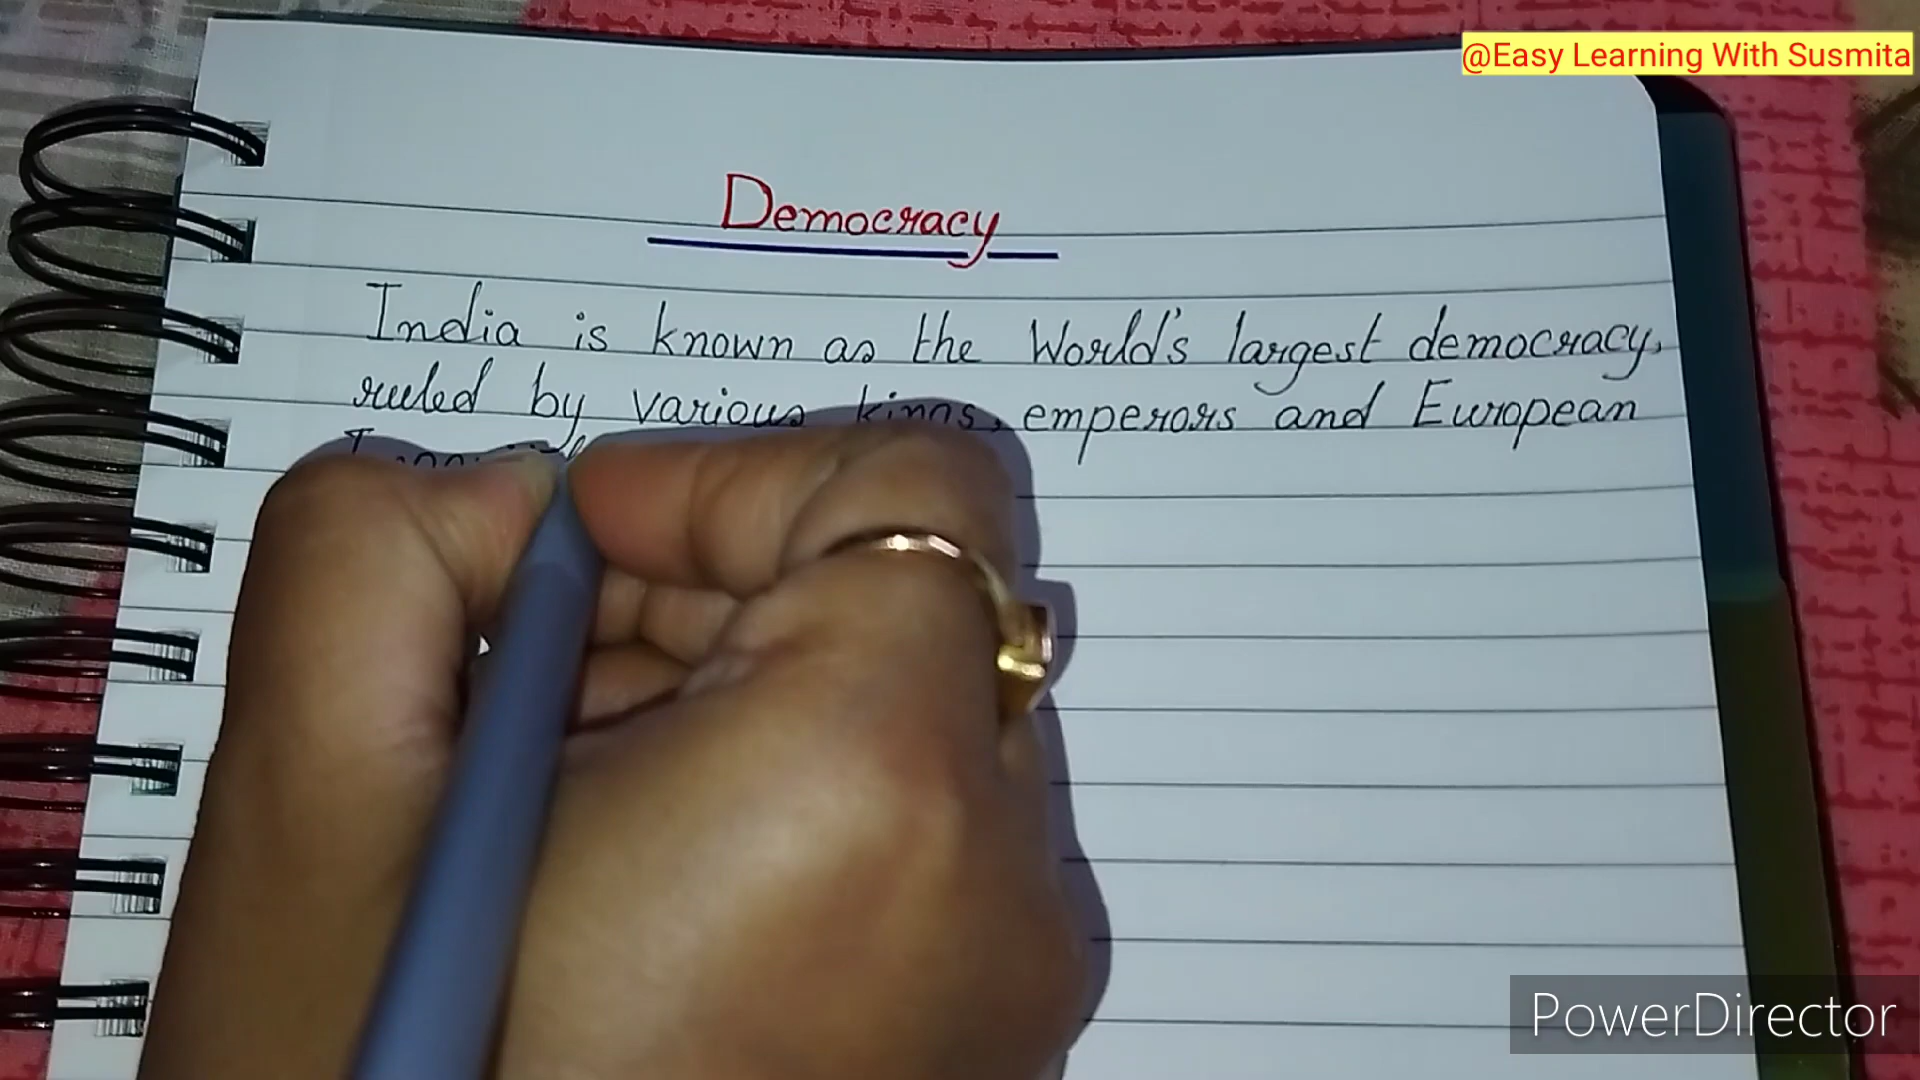 @Easy Learning With Susmita
Democracy
India is known as the World's largest democracy,
ruled by various kings, emperors and European
PowerDirector